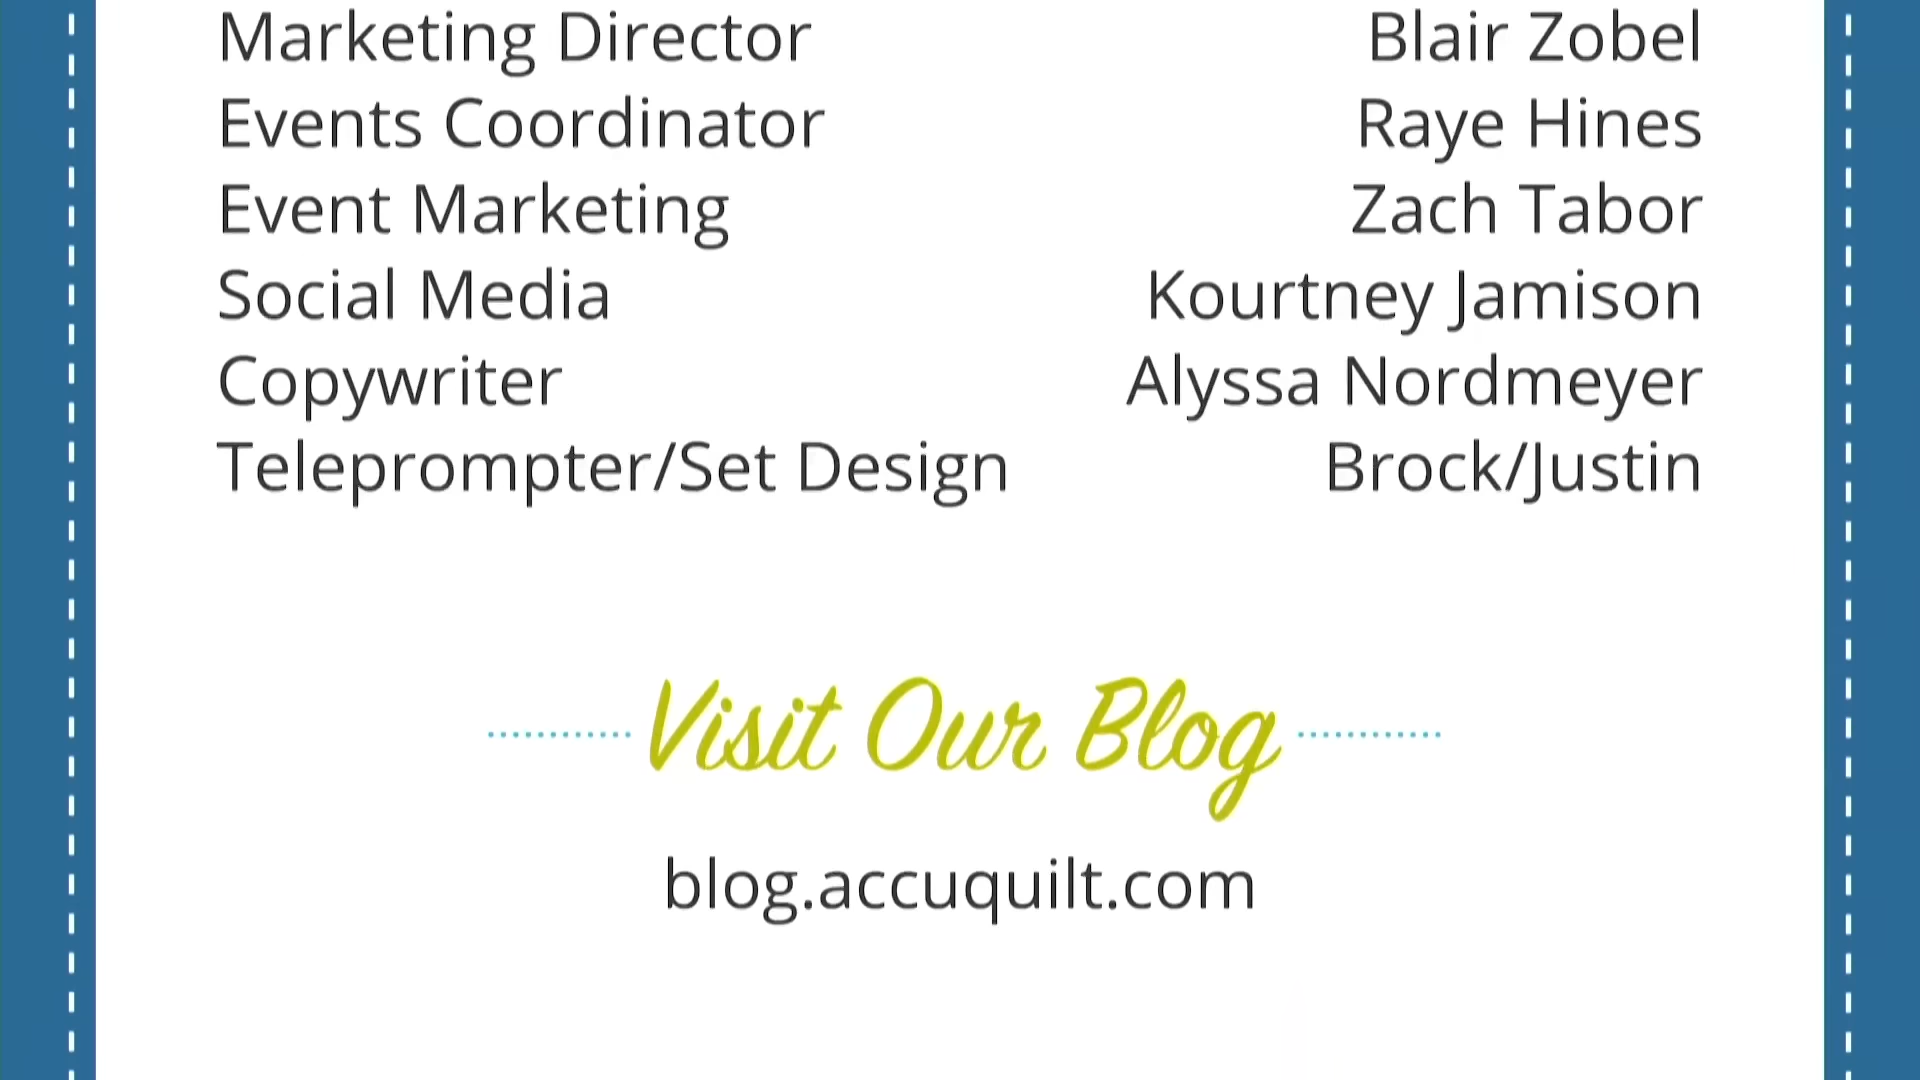 Marketing Director Blair Zobel
Events Coordinator Raye Hines
Event Marketing Zach Tabor
Social Media Kourtney Jamison
Copywriter Alyssa Nordmeyer
Teleprompter/Set Design Brock/Justin
Visit Our Blog
blog.accuquilt.com